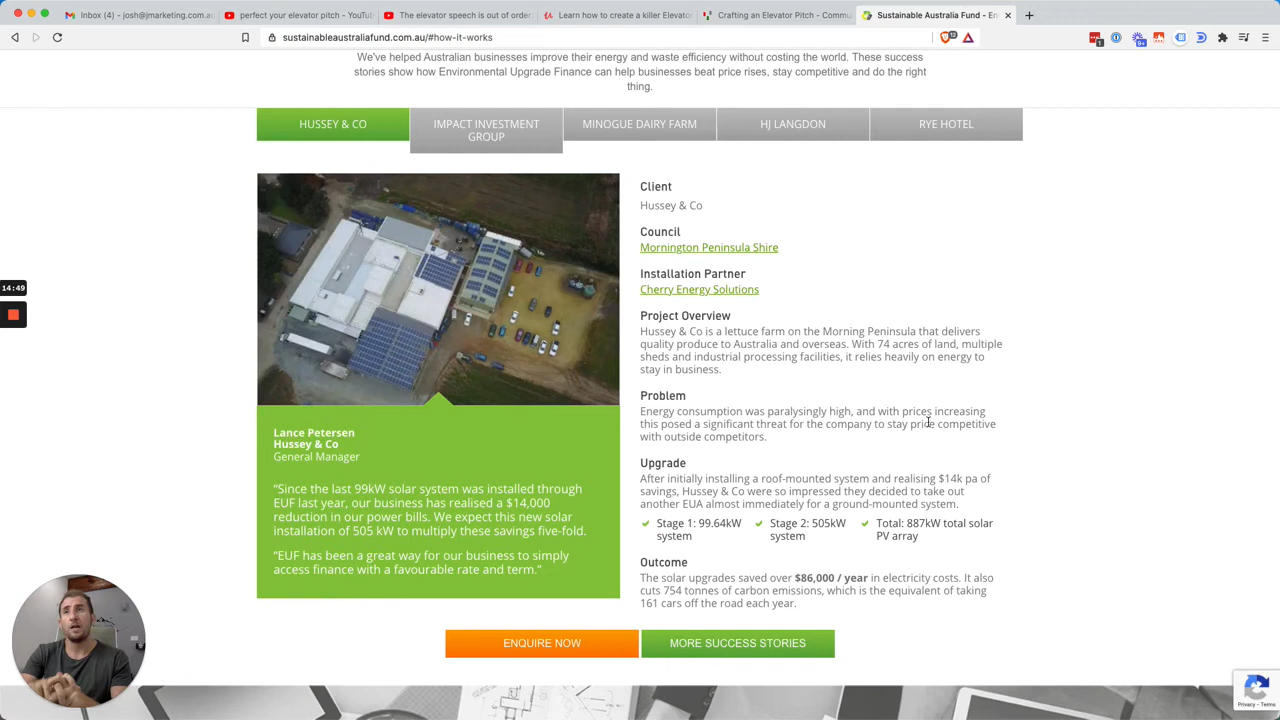 Inbox (4) – josh@jmarketing.com.au
perfect your elevator pitch - YouTube
The elevator speech is out of order
Learn how to create a killer Elevator
Crafting an Elevator Pitch - Commu
Sustainable Australia Fund - En
sustainableaustraliafund.com.au/#how-it-works
We've helped Australian businesses improve their energy and waste efficiency without costing the world. These success
stories show how Environmental Upgrade Finance can help businesses beat price rises, stay competitive and do the right
thing.
HUSSEY & CO
IMPACT INVESTMENT
GROUP
MINOGUE DAIRY FARM
HJ LANGDON
RYE HOTEL
Client
Hussey & Co
Council
Mornington Peninsula Shire
Installation Partner
Cherry Energy Solutions
Project Overview
Hussey & Co is a lettuce farm on the Morning Peninsula that delivers
quality produce to Australia and overseas. With 74 acres of land, multiple
sheds and industrial processing facilities, it relies heavily on energy to
stay in business.
Problem
Energy consumption was paralysingly high, and with prices increasing
this posed a significant threat for the company to stay price competitive
with outside competitors.
Upgrade
After initially installing a roof-mounted system and realising $14k pa of
savings, Hussey & Co were so impressed they decided to take out
another EUA almost immediately for a ground-mounted system.
Stage 1: 99.64kW
system
Stage 2: 505kW
system
Total: 887kW total solar
PV array
Outcome
The solar upgrades saved over $86,000 / year in electricity costs. It also
cuts 754 tonnes of carbon emissions, which is the equivalent of taking
161 cars off the road each year.
Lance Petersen
Hussey & Co
General Manager
“Since the last 99kW solar system was installed through
EUF last year, our business has realised a $14,000
reduction in our power bills. We expect this new solar
installation of 505 kW to multiply these savings five-fold.
“EUF has been a great way for our business to simply
access finance with a favourable rate and term.”
ENQUIRE NOW
MORE SUCCESS STORIES
14:49
Privacy - Terms